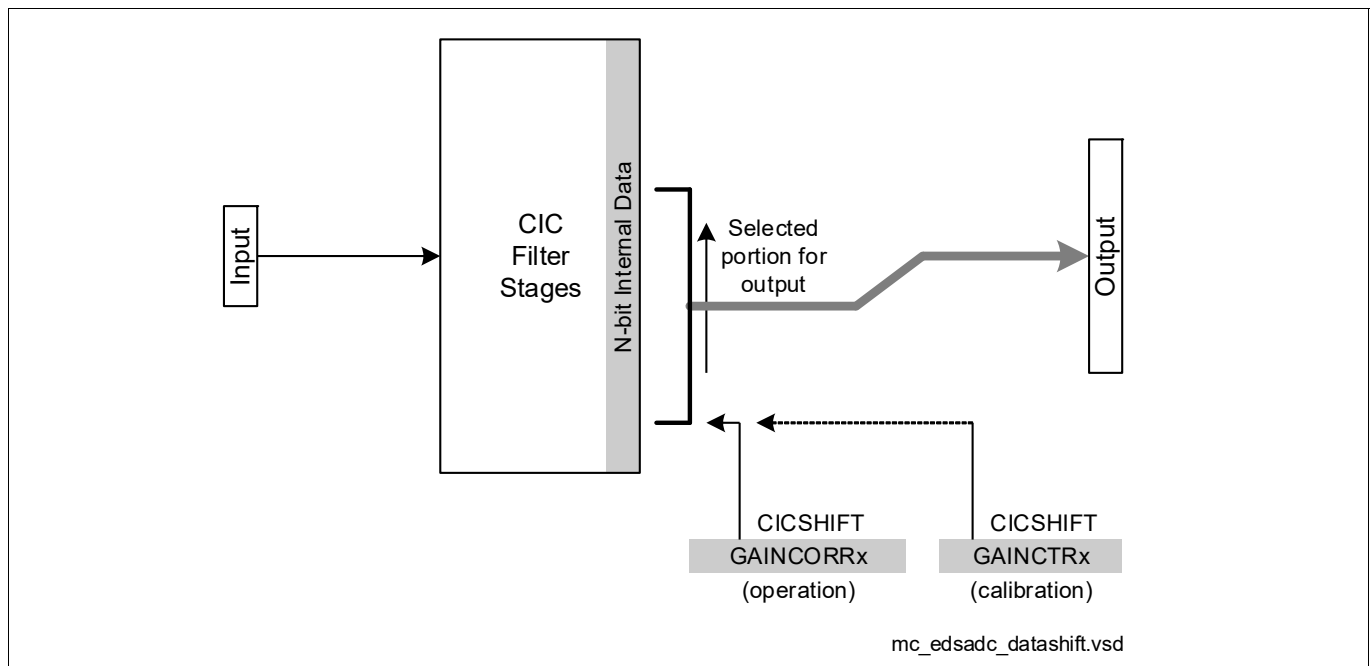 Input
CIC
Filter
Stages
N-bit Internal Data
Selected
portion for
output
Output
CICSHIFT
GAINCORRx
(operation)
CICSHIFT
GAINCTRx
(calibration)
mc_edsadc_datashift.vsd